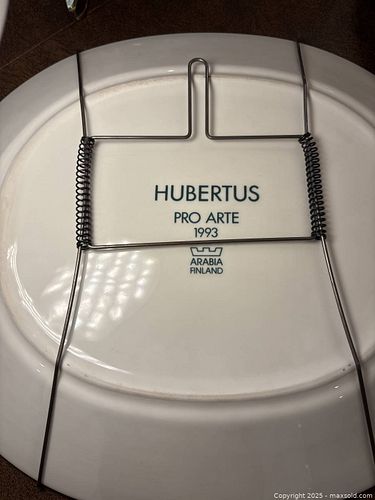 HUBERTUS
PRO ARTE
1993
ARABIA
FINLAND
Copyright © 2025 - maxsold.com